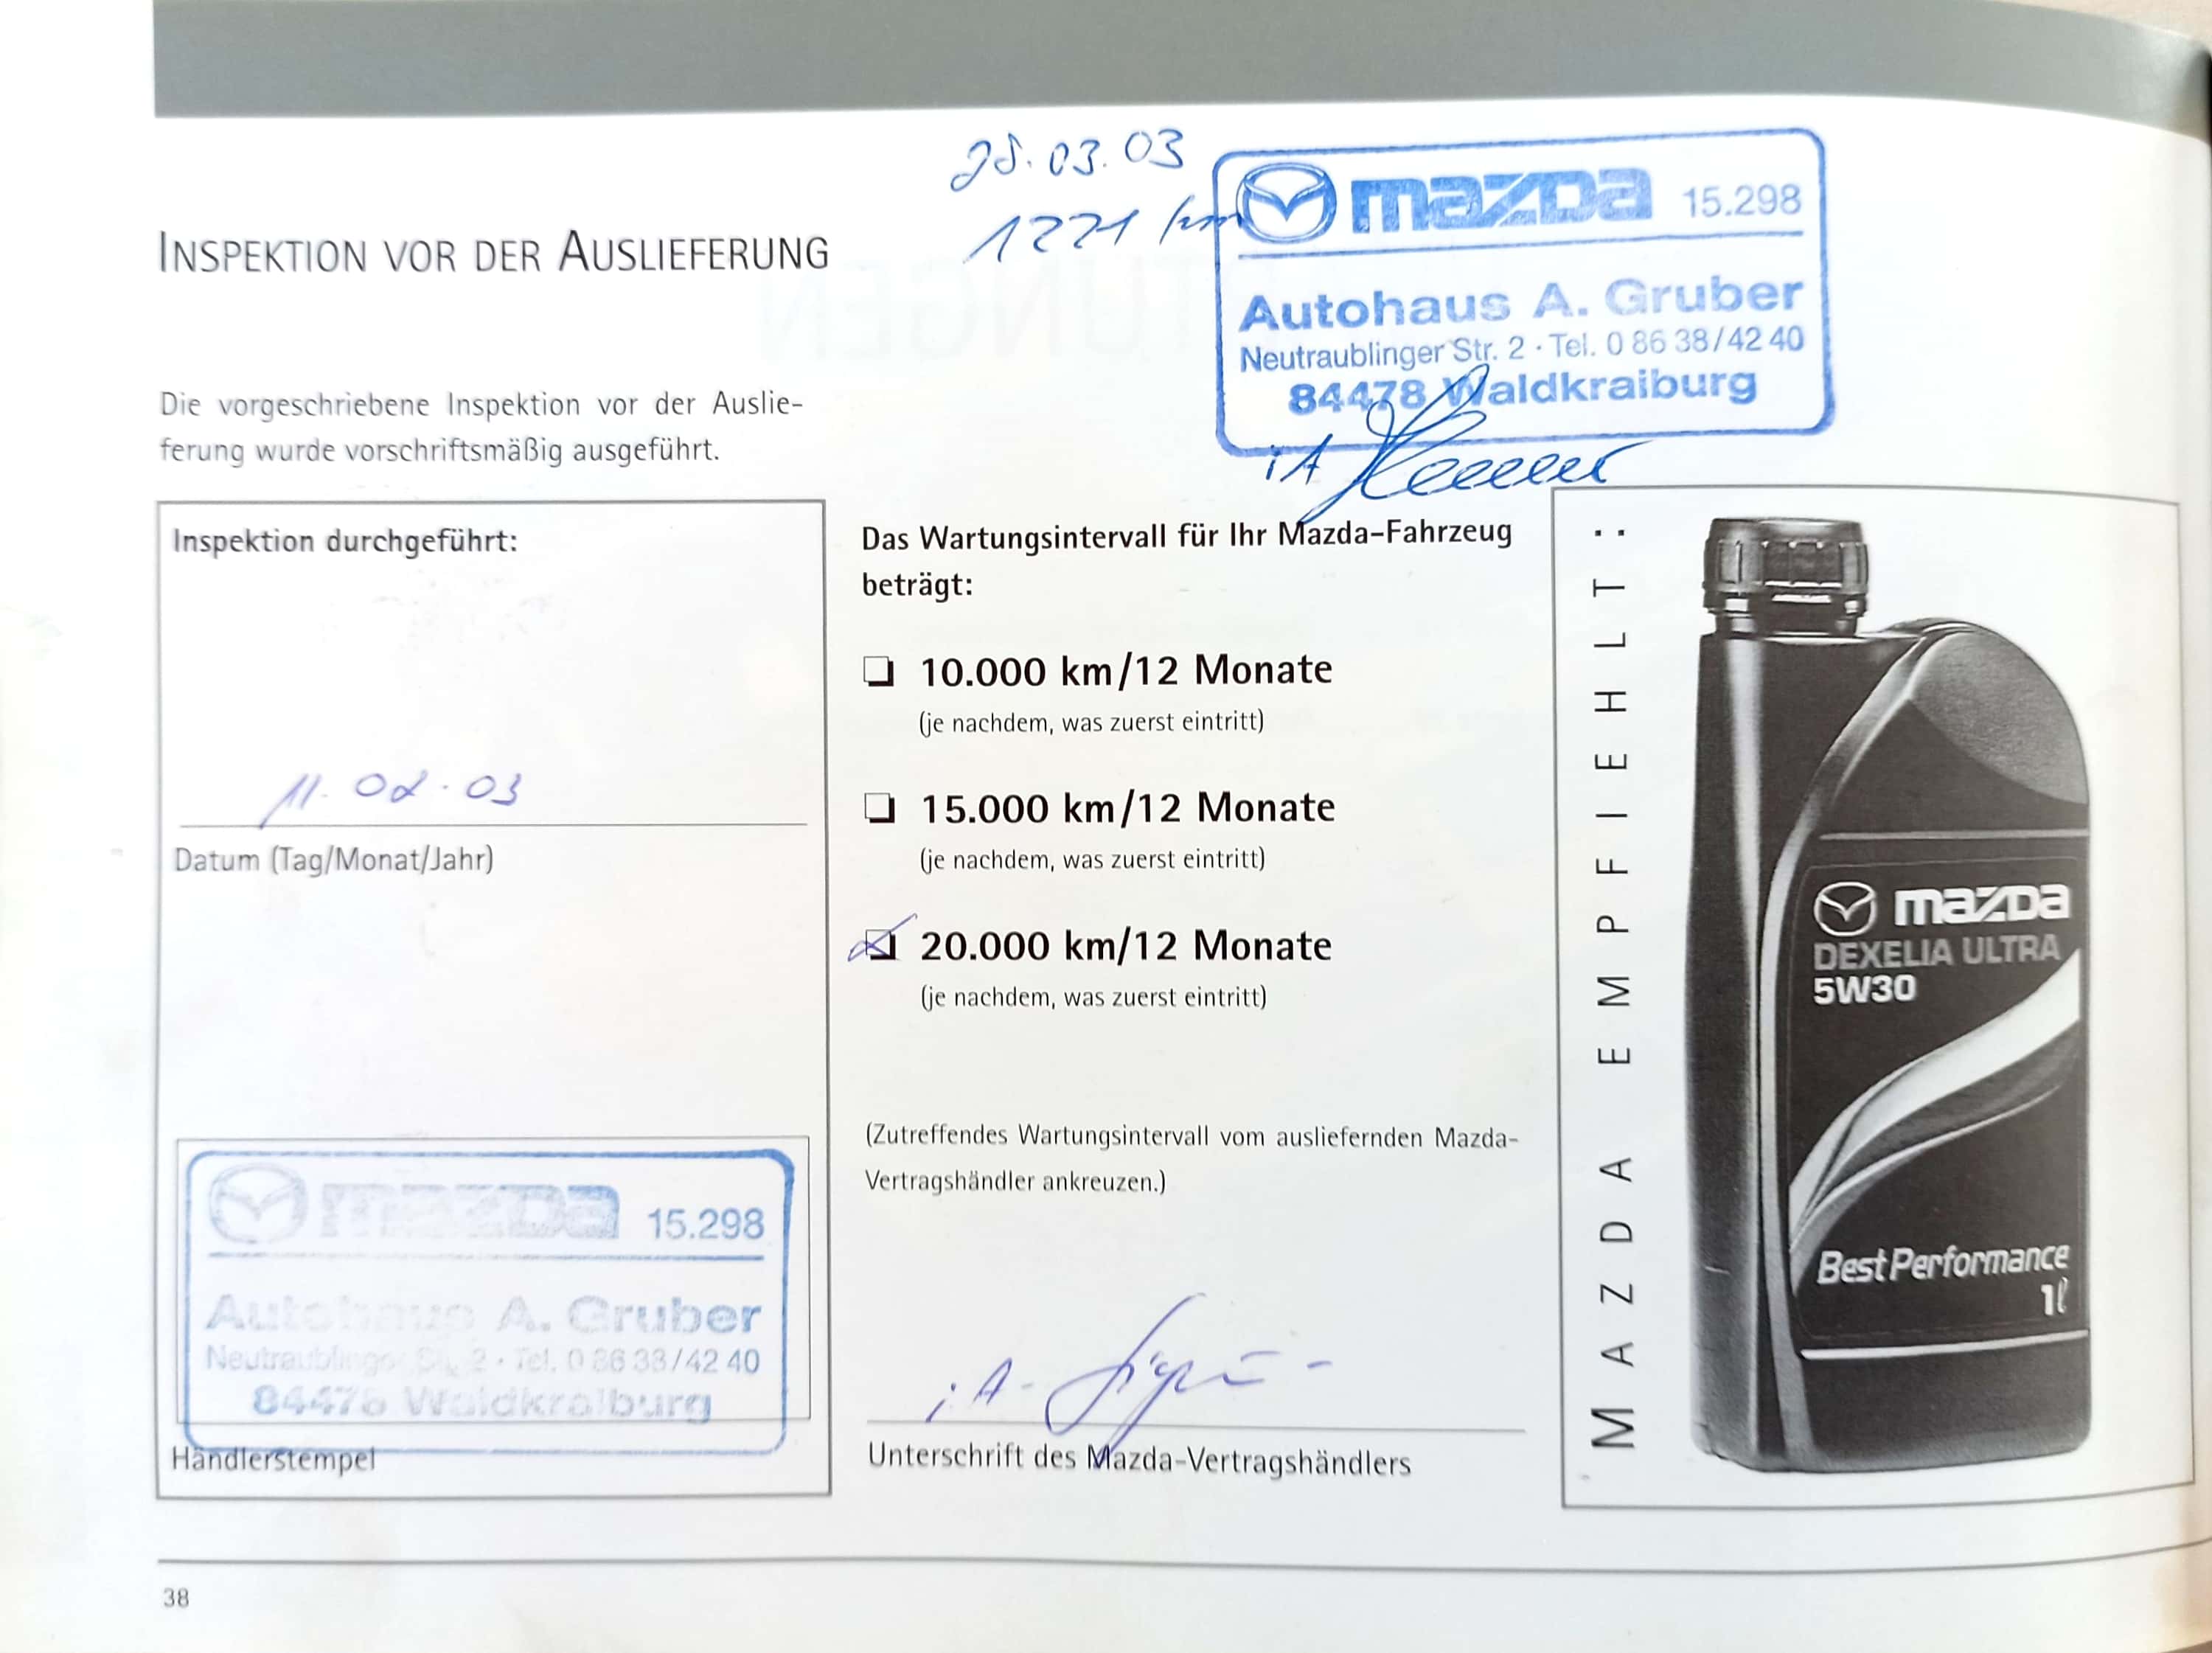 28.03.03
1221 km
mazda 15.298
Autohaus A. Gruber
Neutraublinger Str. 2 · Tel. 0 86 38/42 40
84478 Waldkraiburg
iA
INSPEKTION VOR DER AUSLIEFERUNG
Die vorgeschriebene Inspektion vor der Auslie-
ferung wurde vorschriftsmäßig ausgeführt.
Inspektion durchgeführt:
11.02.03
Datum (Tag/Monat/Jahr)
mazda 15.298
Autohaus A. Gruber
Neutraublinger Str. 2 · Tel. 0 86 38/42 40
84478 Waldkraiburg
Händlerstempel
Das Wartungsintervall für Ihr Mazda-Fahrzeug
beträgt:
10.000 km/12 Monate
(je nachdem, was zuerst eintritt)
15.000 km/12 Monate
(je nachdem, was zuerst eintritt)
20.000 km/12 Monate
(je nachdem, was zuerst eintritt)
(Zutreffendes Wartungsintervall vom ausliefernden Mazda-
Vertragshändler ankreuzen.)
iA-
Unterschrift des Mazda-Vertragshändlers
MAZDA EMPFIEHLT:
mazda
DEXELIA ULTRA
5W30
Best Performance
1l
38